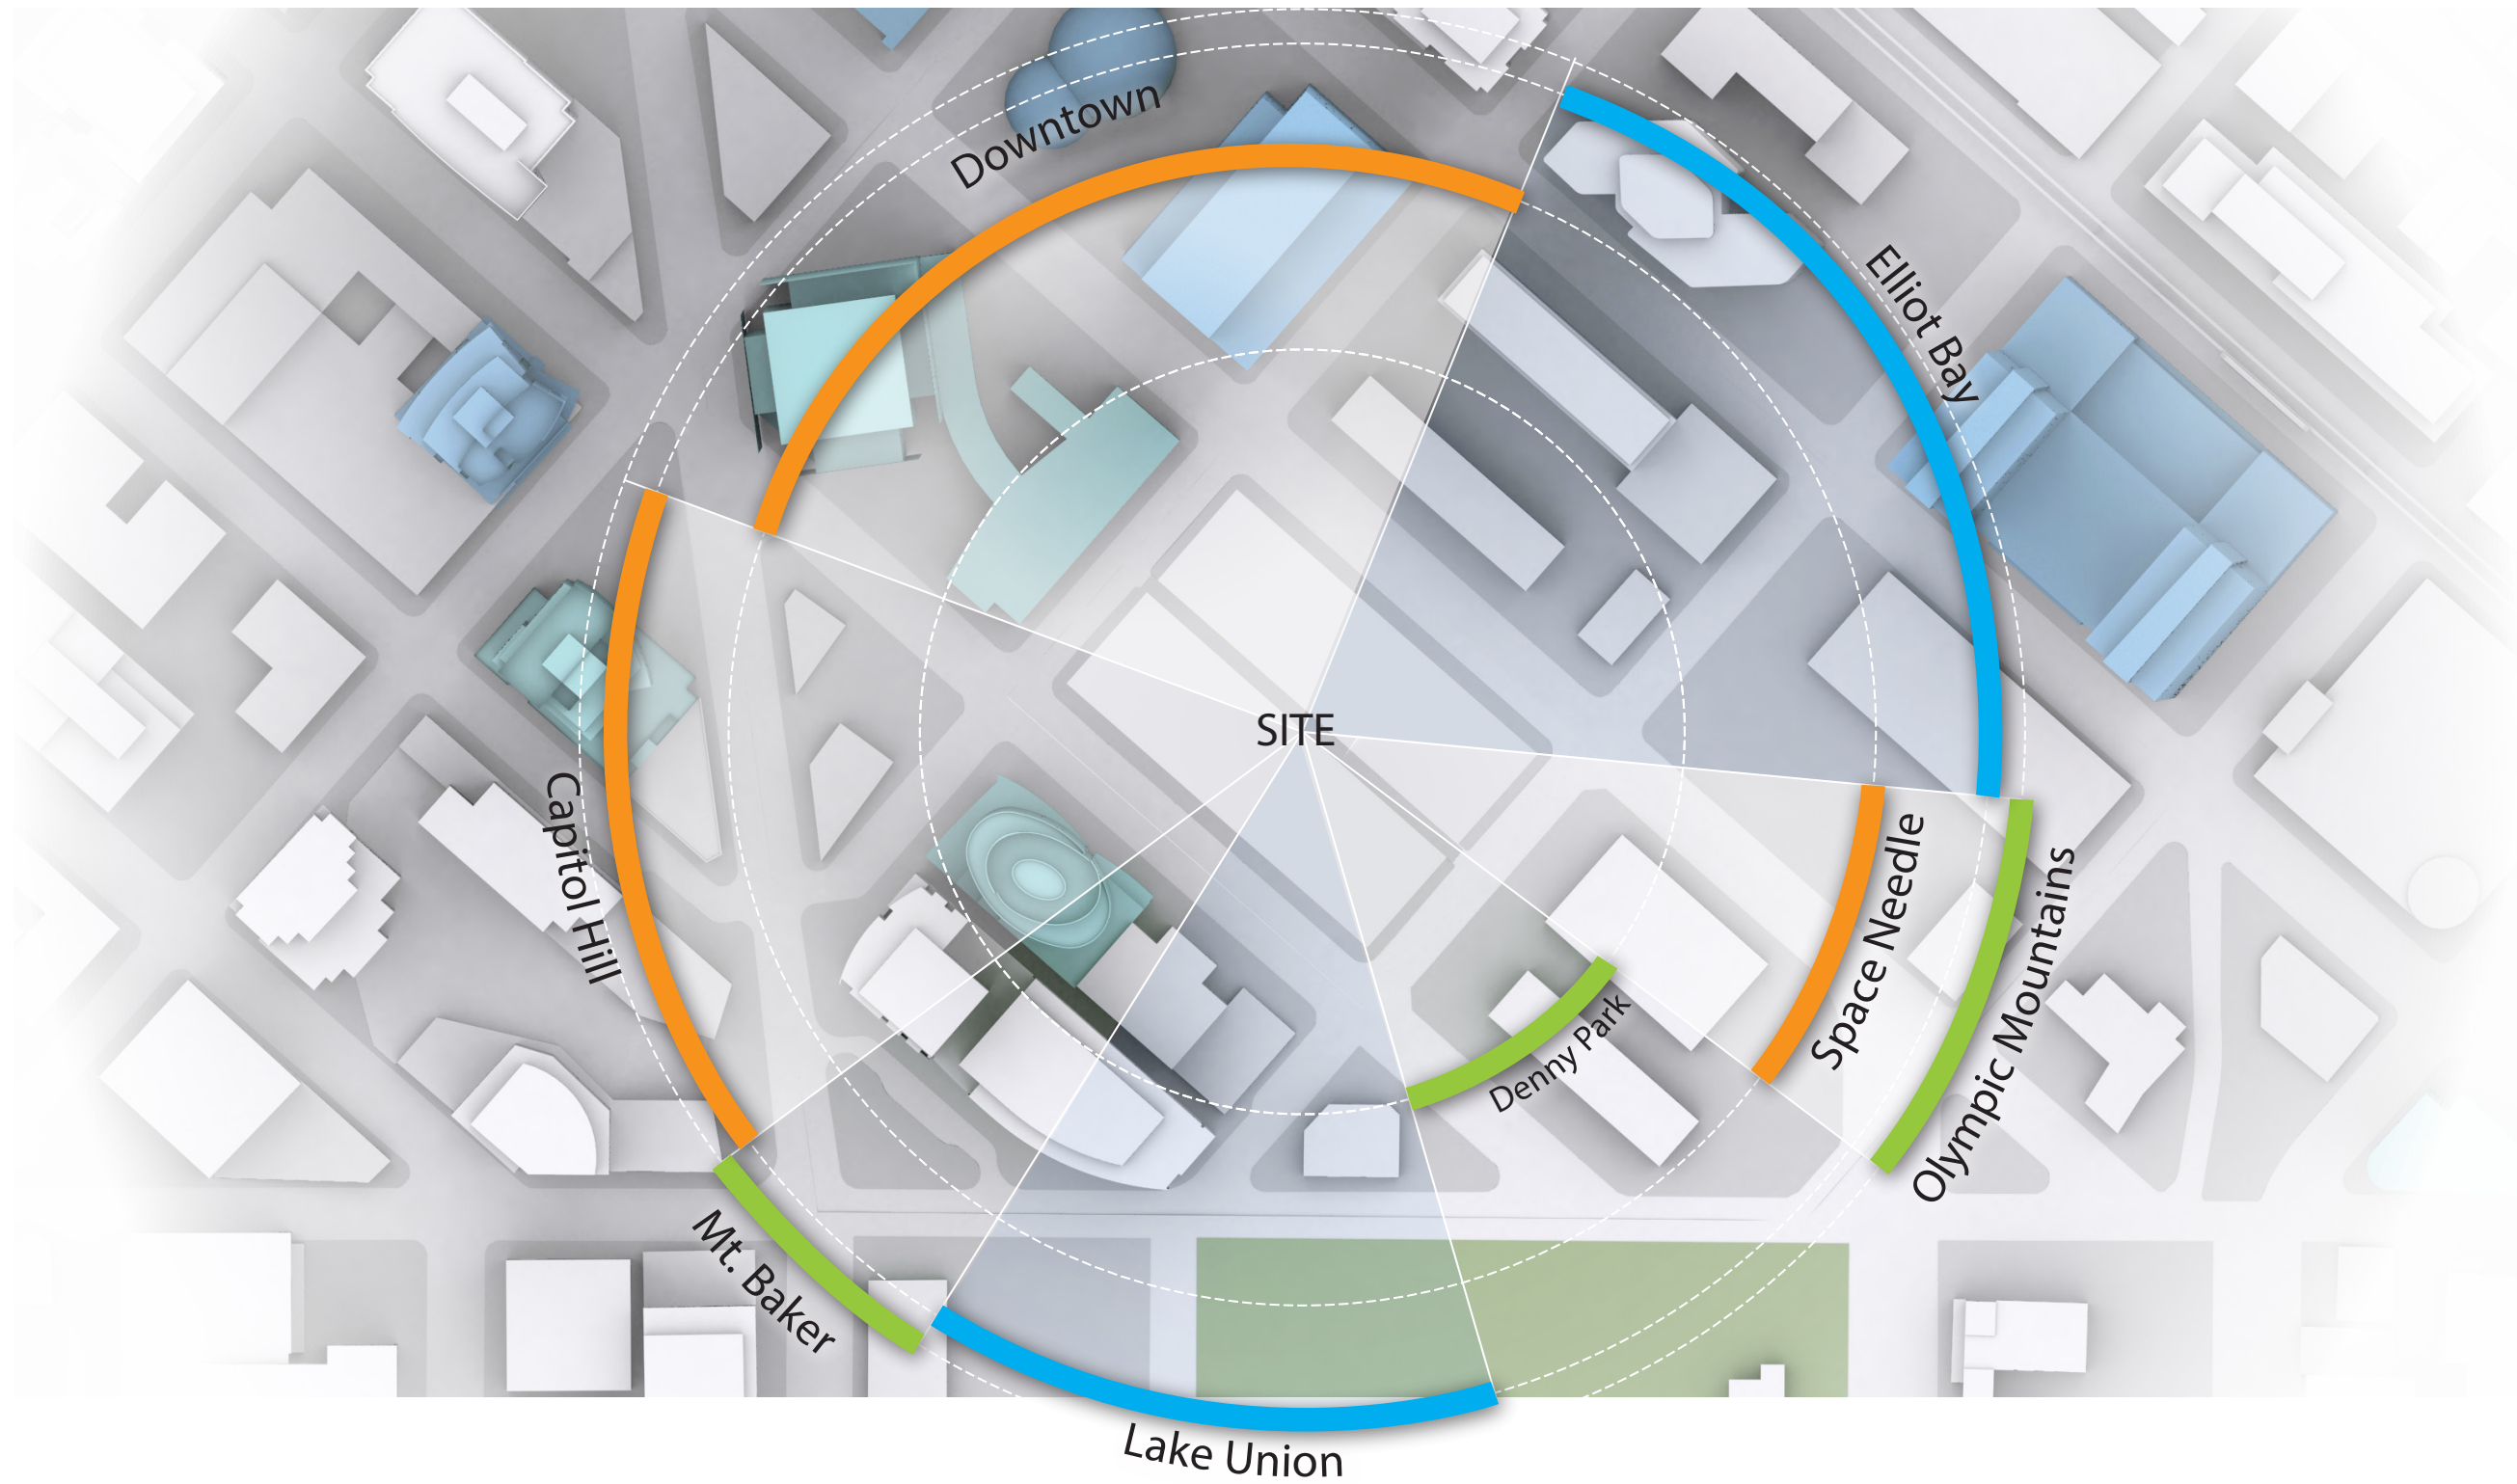 Downtown
Elliot Bay
SITE
Capitol Hill
Space Needle
Olympic Mountains
Denny Park
Mt. Baker
Lake Union